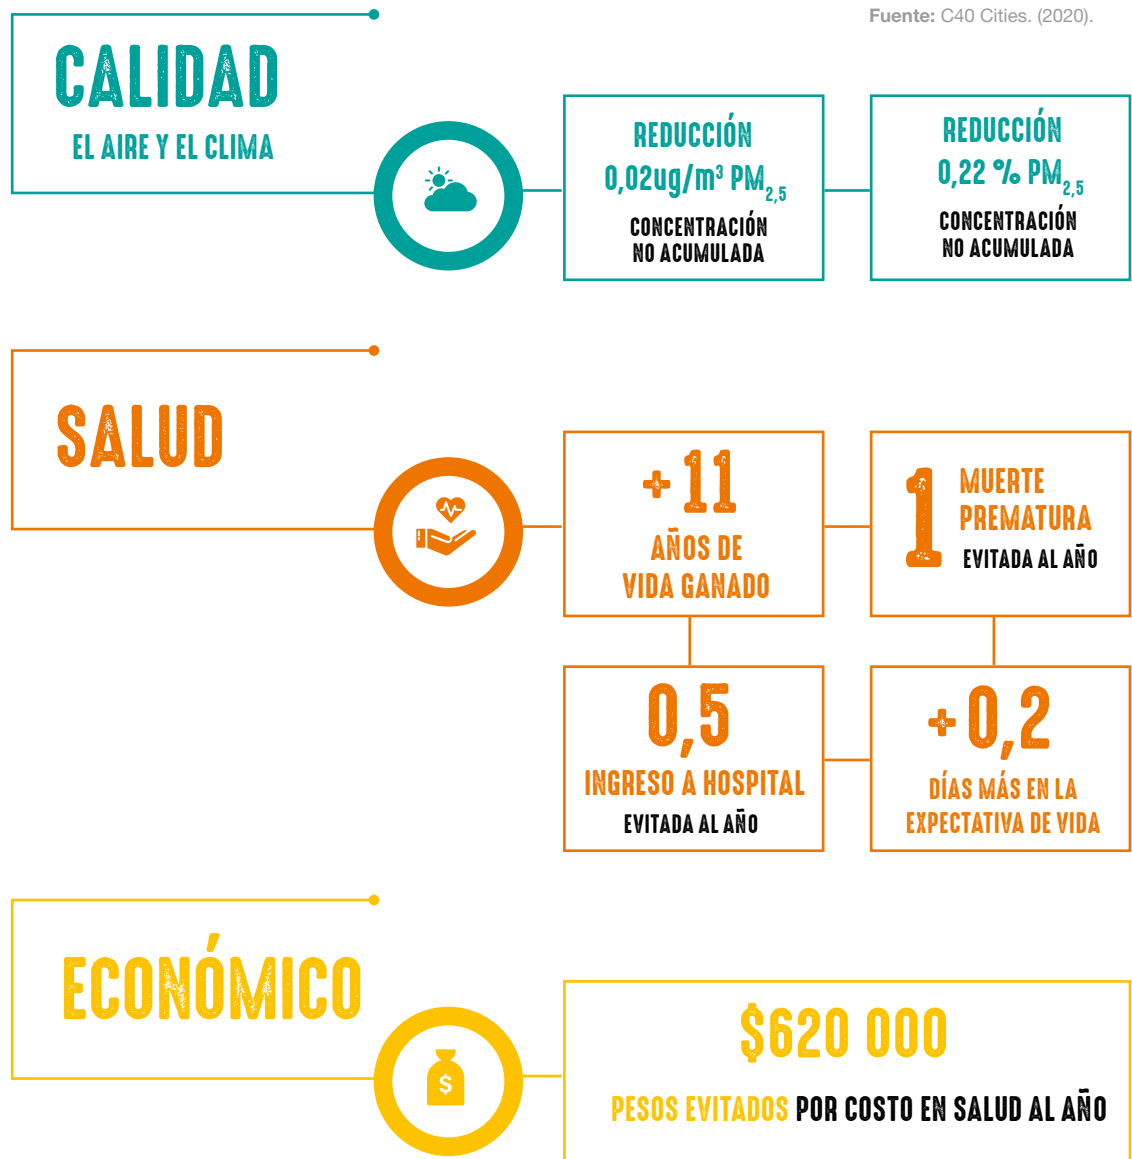 Fuente: C40 Cities. (2020).
CALIDAD
EL AIRE Y EL CLIMA
REDUCCIÓN
0,02ug/m³ PM2,5
CONCENTRACIÓN
NO ACUMULADA
REDUCCIÓN
0,22 % PM2,5
CONCENTRACIÓN
NO ACUMULADA
SALUD
+11
AÑOS DE
VIDA GANADO
1 MUERTE
PREMATURA
EVITADA AL AÑO
0,5
INGRESO A HOSPITAL
EVITADA AL AÑO
+0,2
DÍAS MÁS EN LA
EXPECTATIVA DE VIDA
ECONÓMICO
$
$620 000
PESOS EVITADOS POR COSTO EN SALUD AL AÑO